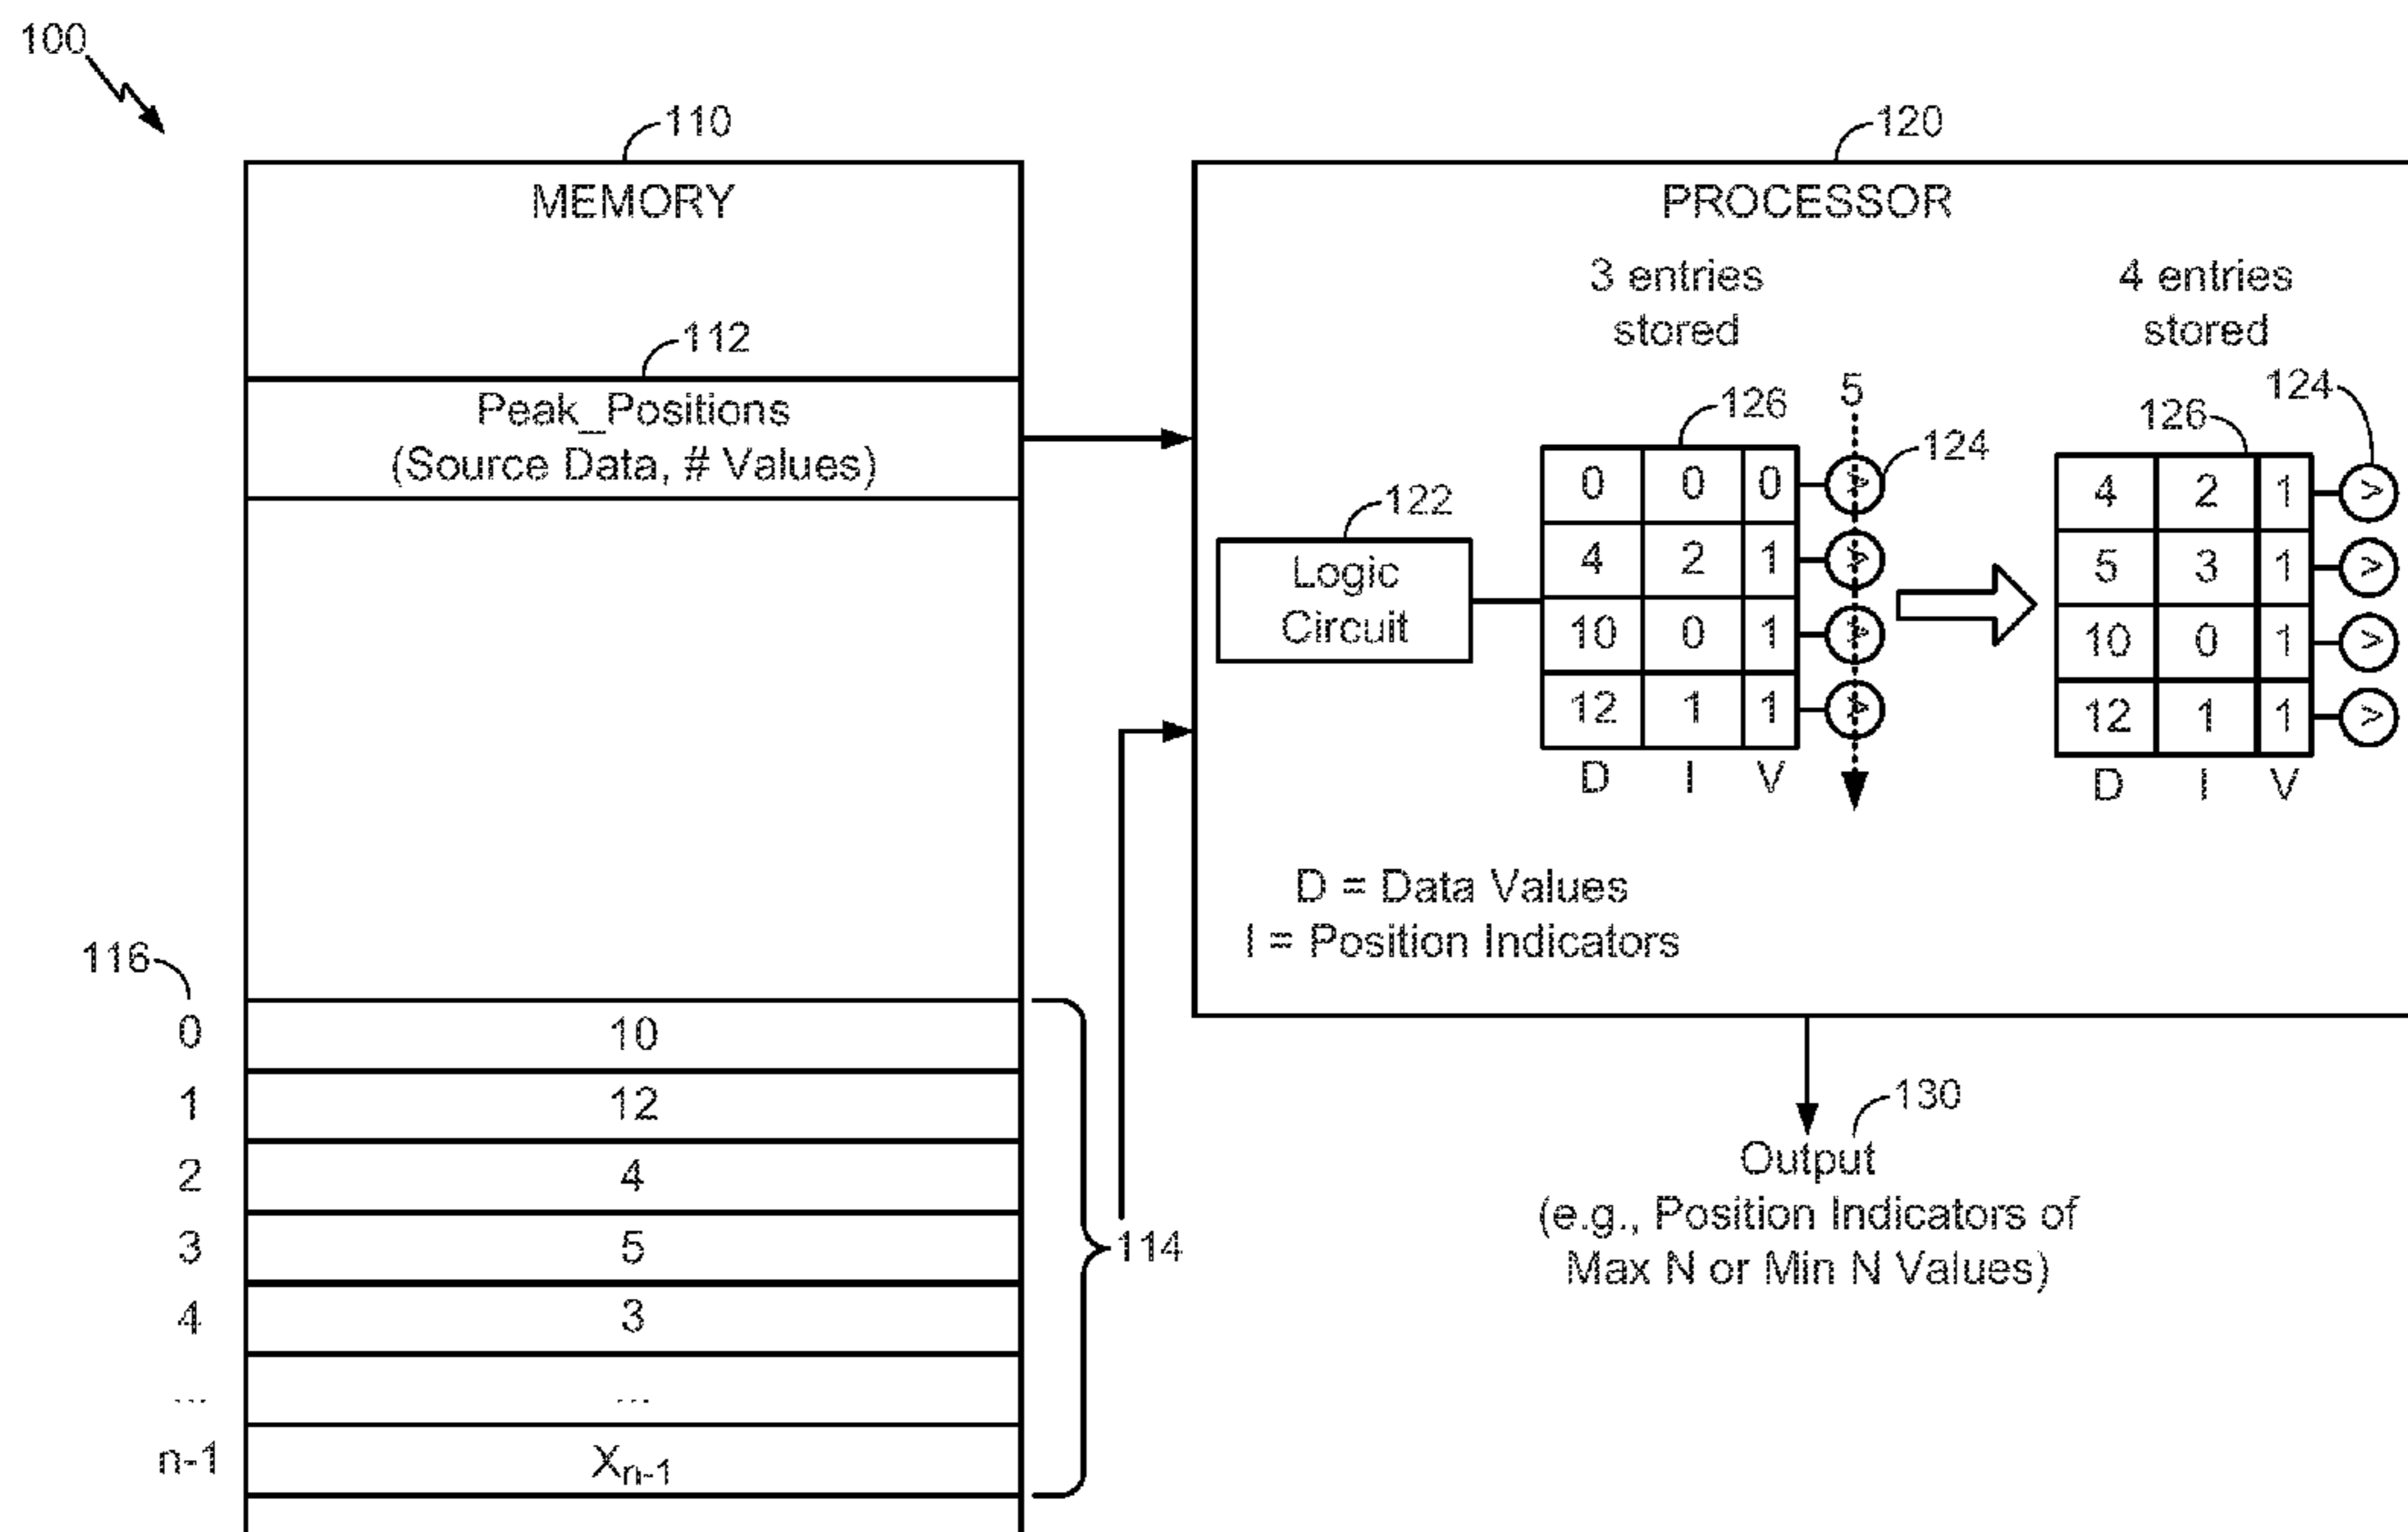 100
110
MEMORY
112
Peak_Positions
(Source Data, # Values)
116
0 10
1 12
2 4
3 5
4 3
... ...
n-1 Xn-1
114
120
PROCESSOR
3 entries
stored
4 entries
stored
122
Logic
Circuit
126
5
124
0 0 0 >
4 2 1 >
10 0 1 >
12 1 1 >
D I V
126
124
4 2 1 >
5 3 1 >
10 0 1 >
12 1 1 >
D I V
D = Data Values
I = Position Indicators
130
Output
(e.g., Position Indicators of
Max N or Min N Values)